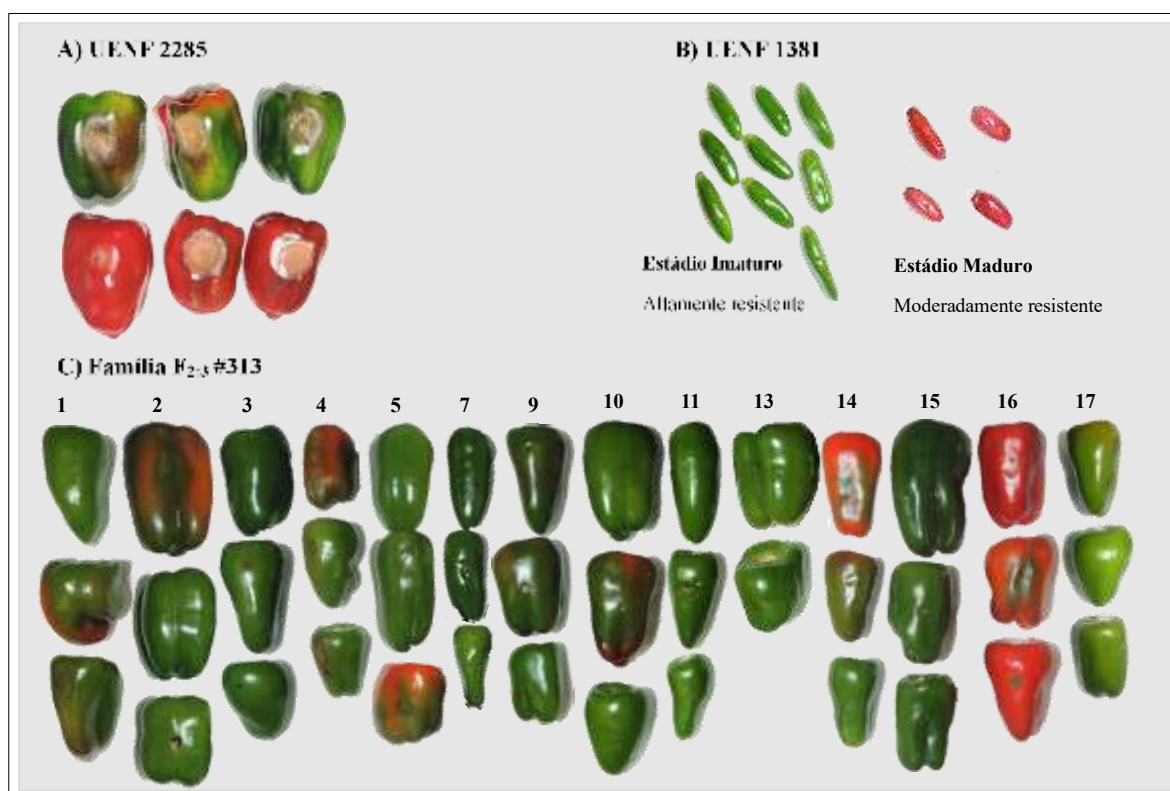 A) UENF 2285
B) UENF 1381
Estádio Imaturo
Altamente resistente
Estádio Maduro
Moderadamente resistente
C) Família F2-3 #313
1 2 3 4 5 7 9 10 11 13 14 15 16 17